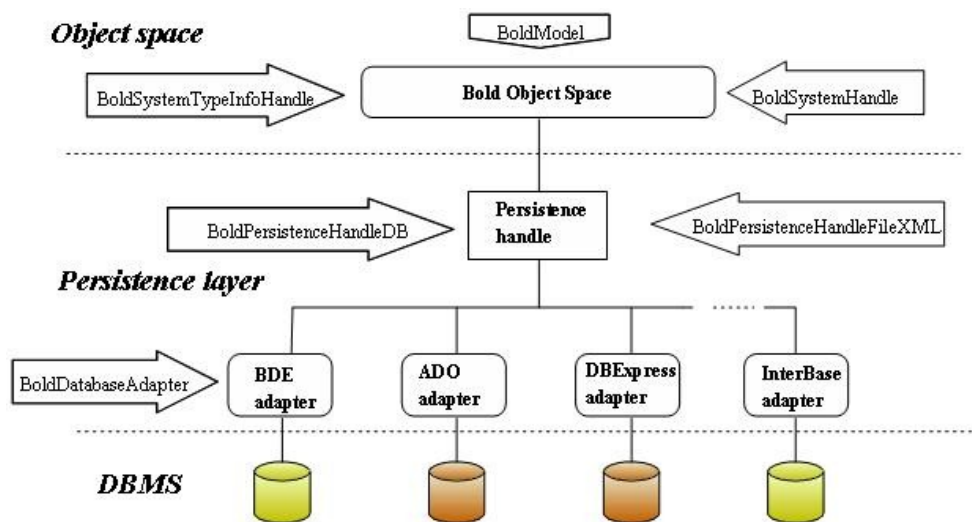 Object space
BoldModel
BoldSystemTypeInfoHandle
Bold Object Space
BoldSystemHandle
Persistence
handle
BoldPersistenceHandleDB
BoldPersistenceHandleFileXML
Persistence layer
BoldDatabaseAdapter
BDE
adapter
ADO
adapter
DBExpress
adapter
InterBase
adapter
DBMS